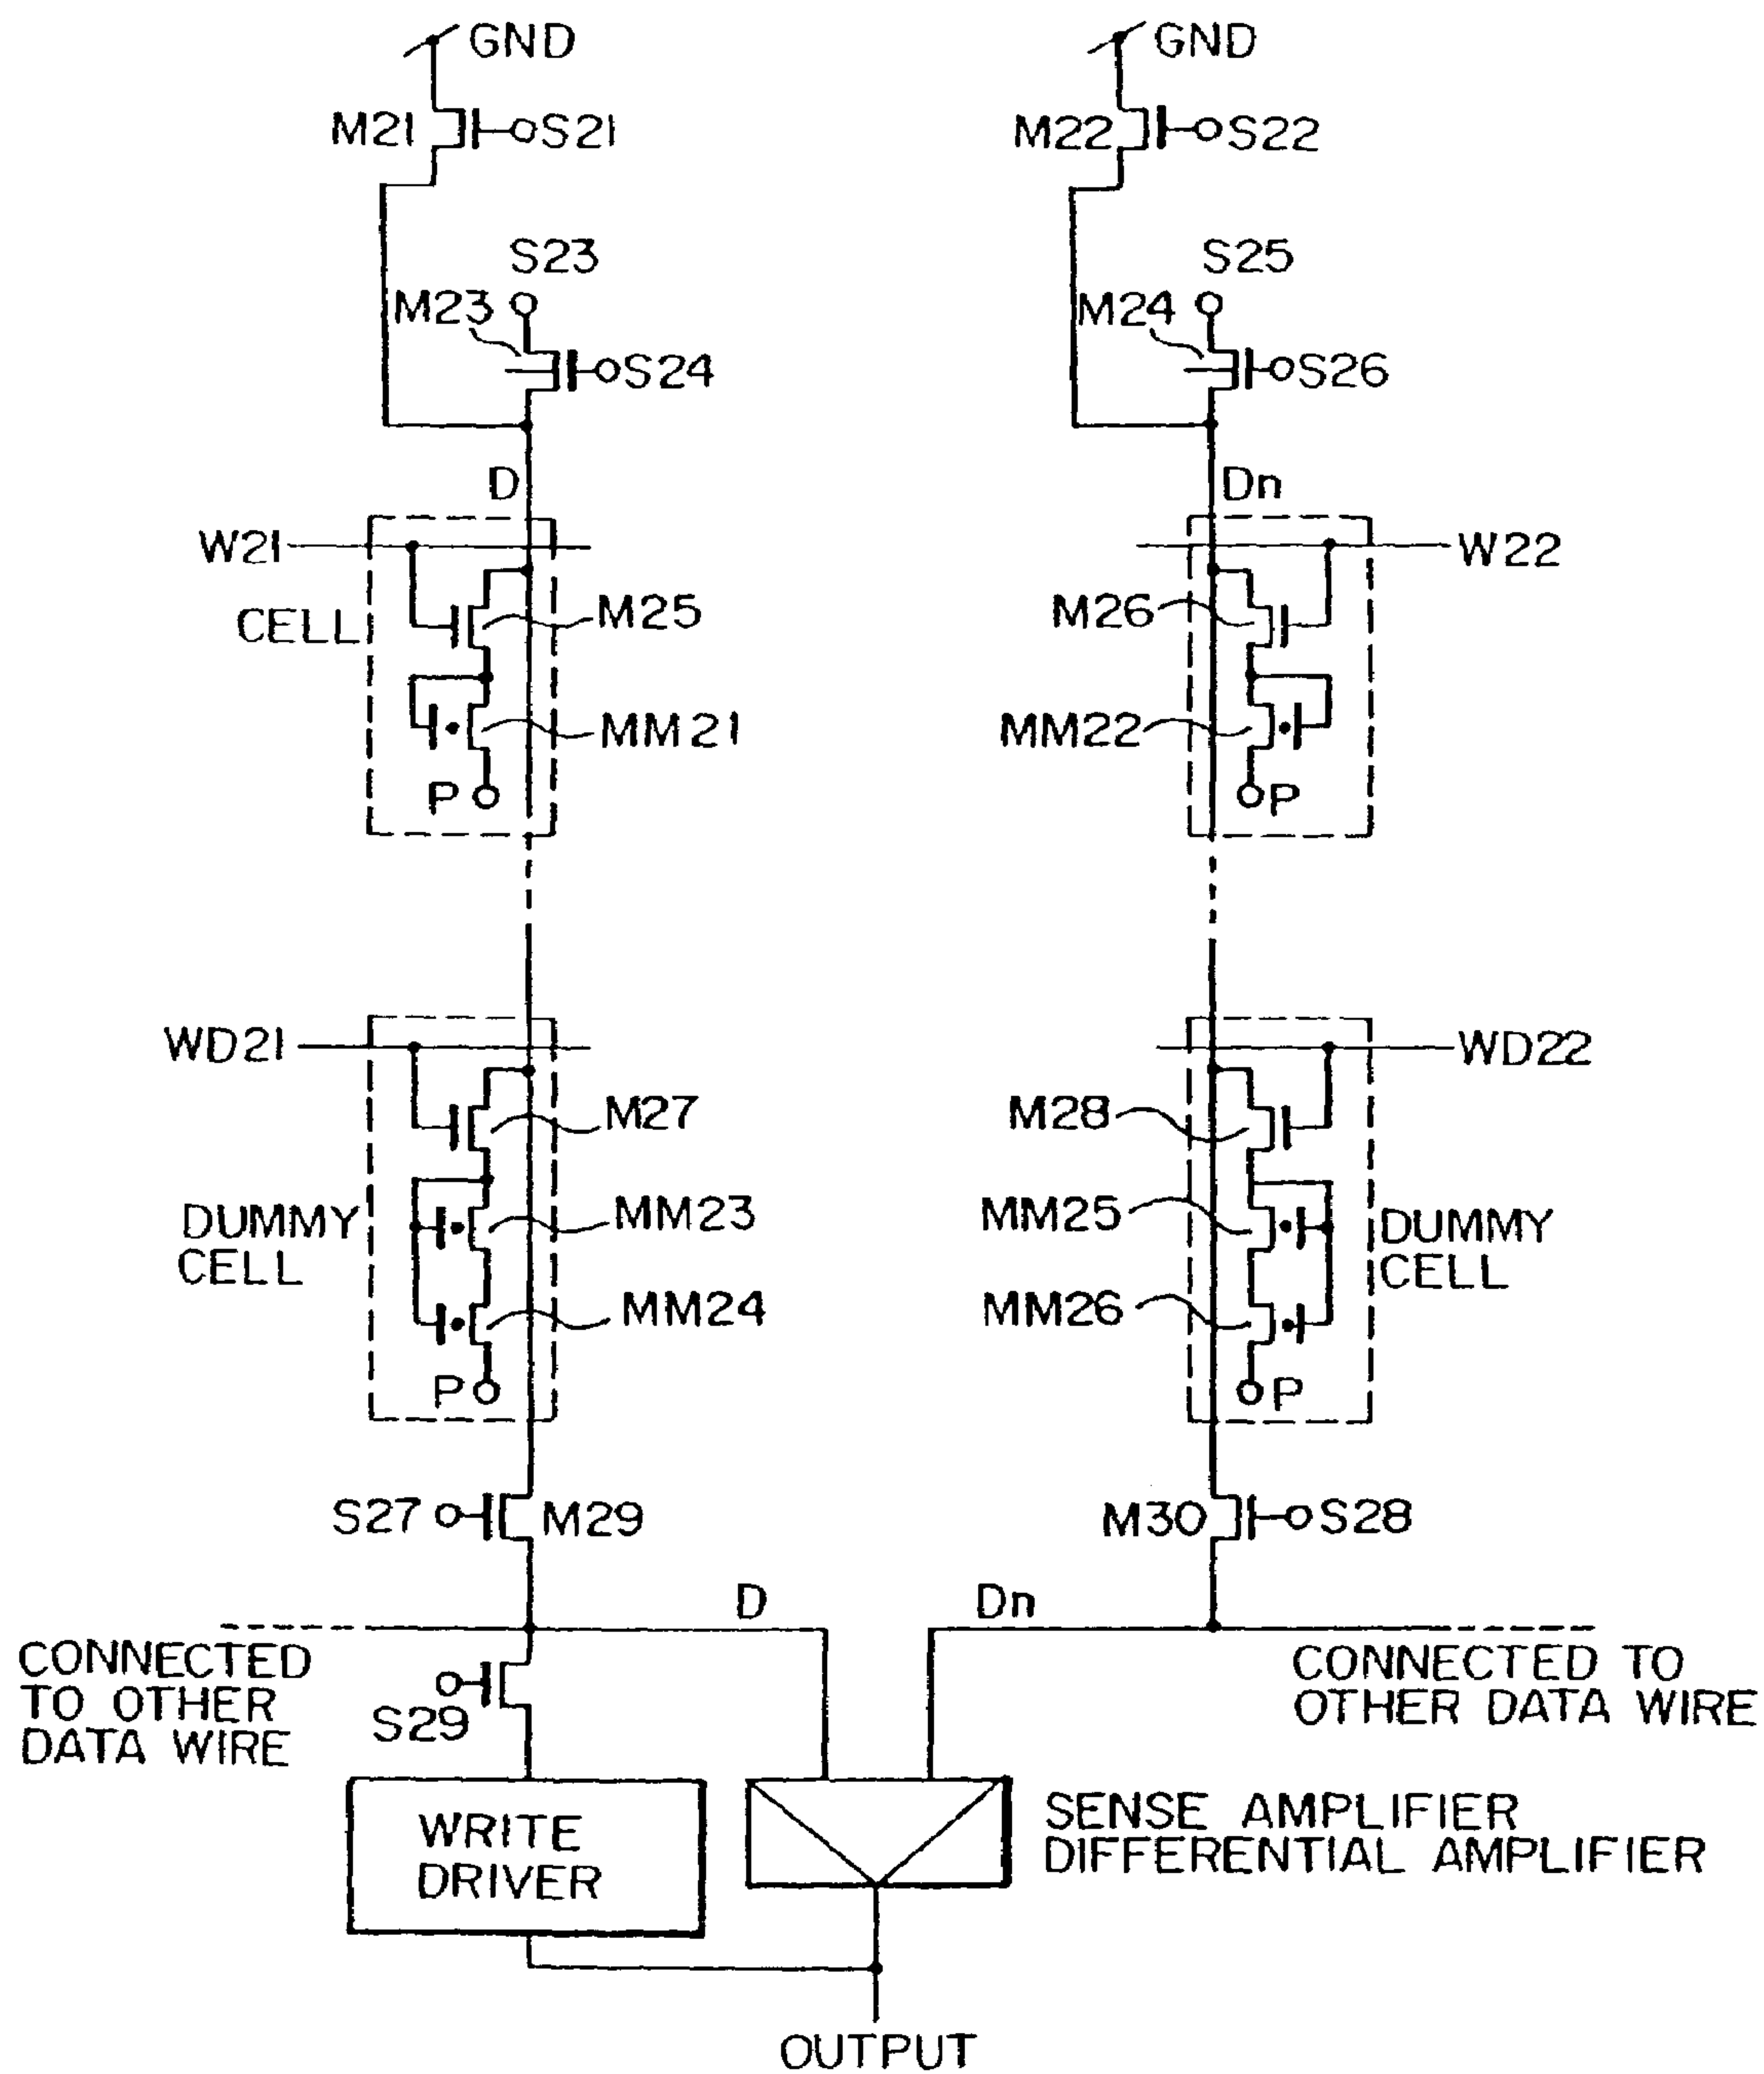 GND
GND
M21
S21
M22
S22
S23
S25
M23
M24
S24
S26
D
Dn
W21
W22
CELL
M25
M26
MM21
MM22
P
P
WD21
WD22
M27
M28
DUMMY
CELL
MM23
MM25
DUMMY
CELL
MM24
MM26
P
P
S27
M29
M30
S28
D
Dn
CONNECTED
TO OTHER
DATA WIRE
CONNECTED TO
OTHER DATA WIRE
S29
WRITE
DRIVER
SENSE AMPLIFIER
DIFFERENTIAL AMPLIFIER
OUTPUT